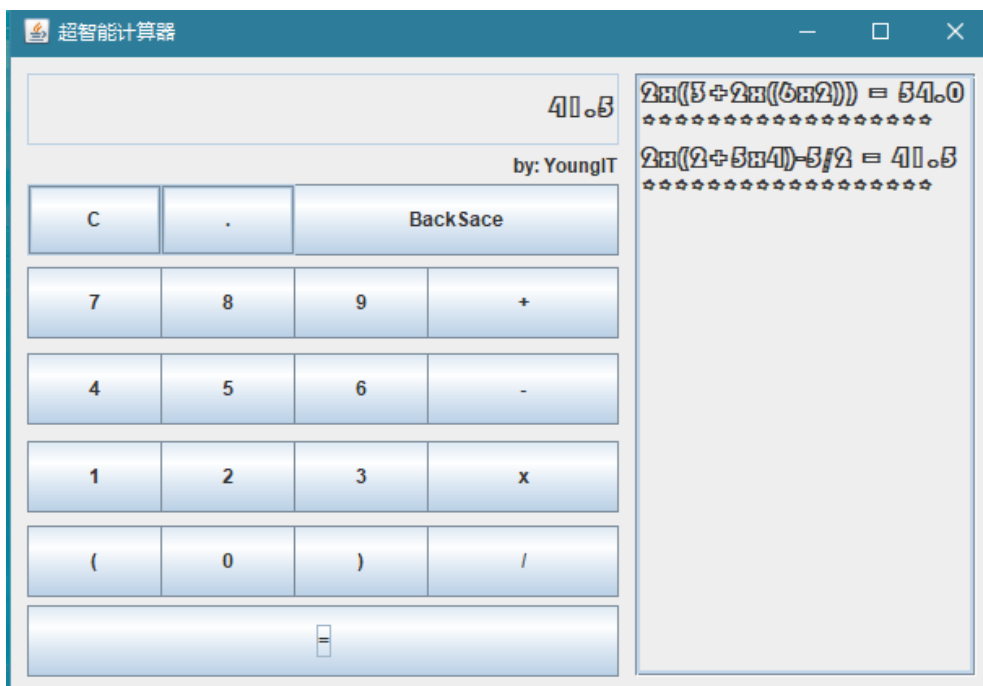 超智能计算器
41.5
by: YoungIT
C . BackSace
7 8 9 +
4 5 6 -
1 2 3 x
( 0 ) /
=
2x(3+2x(6x2)) = 54.0
******************
2x(2+5x4)-5/2 = 41.5
******************